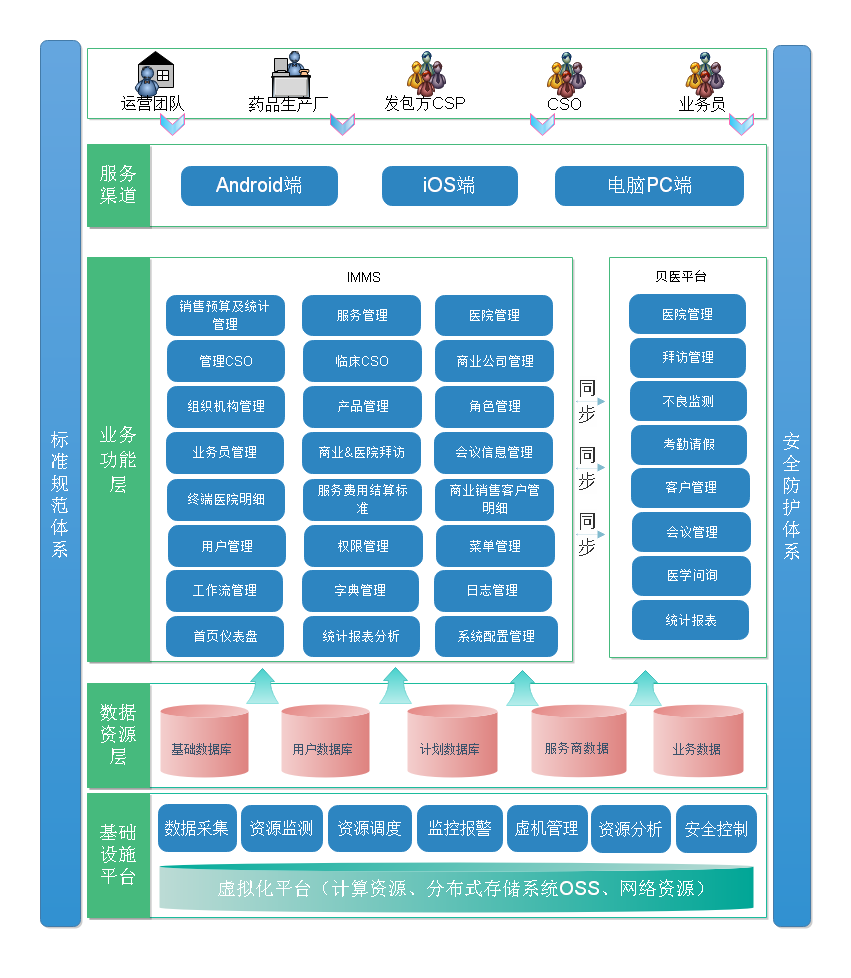 运营团队
药品生产厂
发包方CSP
CSO
业务员
服务
渠道
Android端
iOS端
电脑PC端
标准规范体系
安全防护体系
业务
功能
层
IMMS
销售预算及统计
管理
服务管理
医院管理
管理CSO
临床CSO
商业公司管理
组织机构管理
产品管理
角色管理
业务员管理
商业&医院拜访
会议信息管理
终端医院明细
服务费用结算标
准
商业销售客户管
明细
用户管理
权限管理
菜单管理
工作流管理
字典管理
日志管理
首页仪表盘
统计报表分析
系统配置管理
同
步
同
步
同
步
贝医平台
医院管理
拜访管理
不良监测
考勤请假
客户管理
会议管理
医学问询
统计报表
数据
资源
层
基础数据库
用户数据库
计划数据库
服务商数据
业务数据
基础
设施
平台
数据采集
资源监测
资源调度
监控报警
虚机管理
资源分析
安全控制
虚拟化平台（计算资源、分布式存储系统OSS、网络资源）